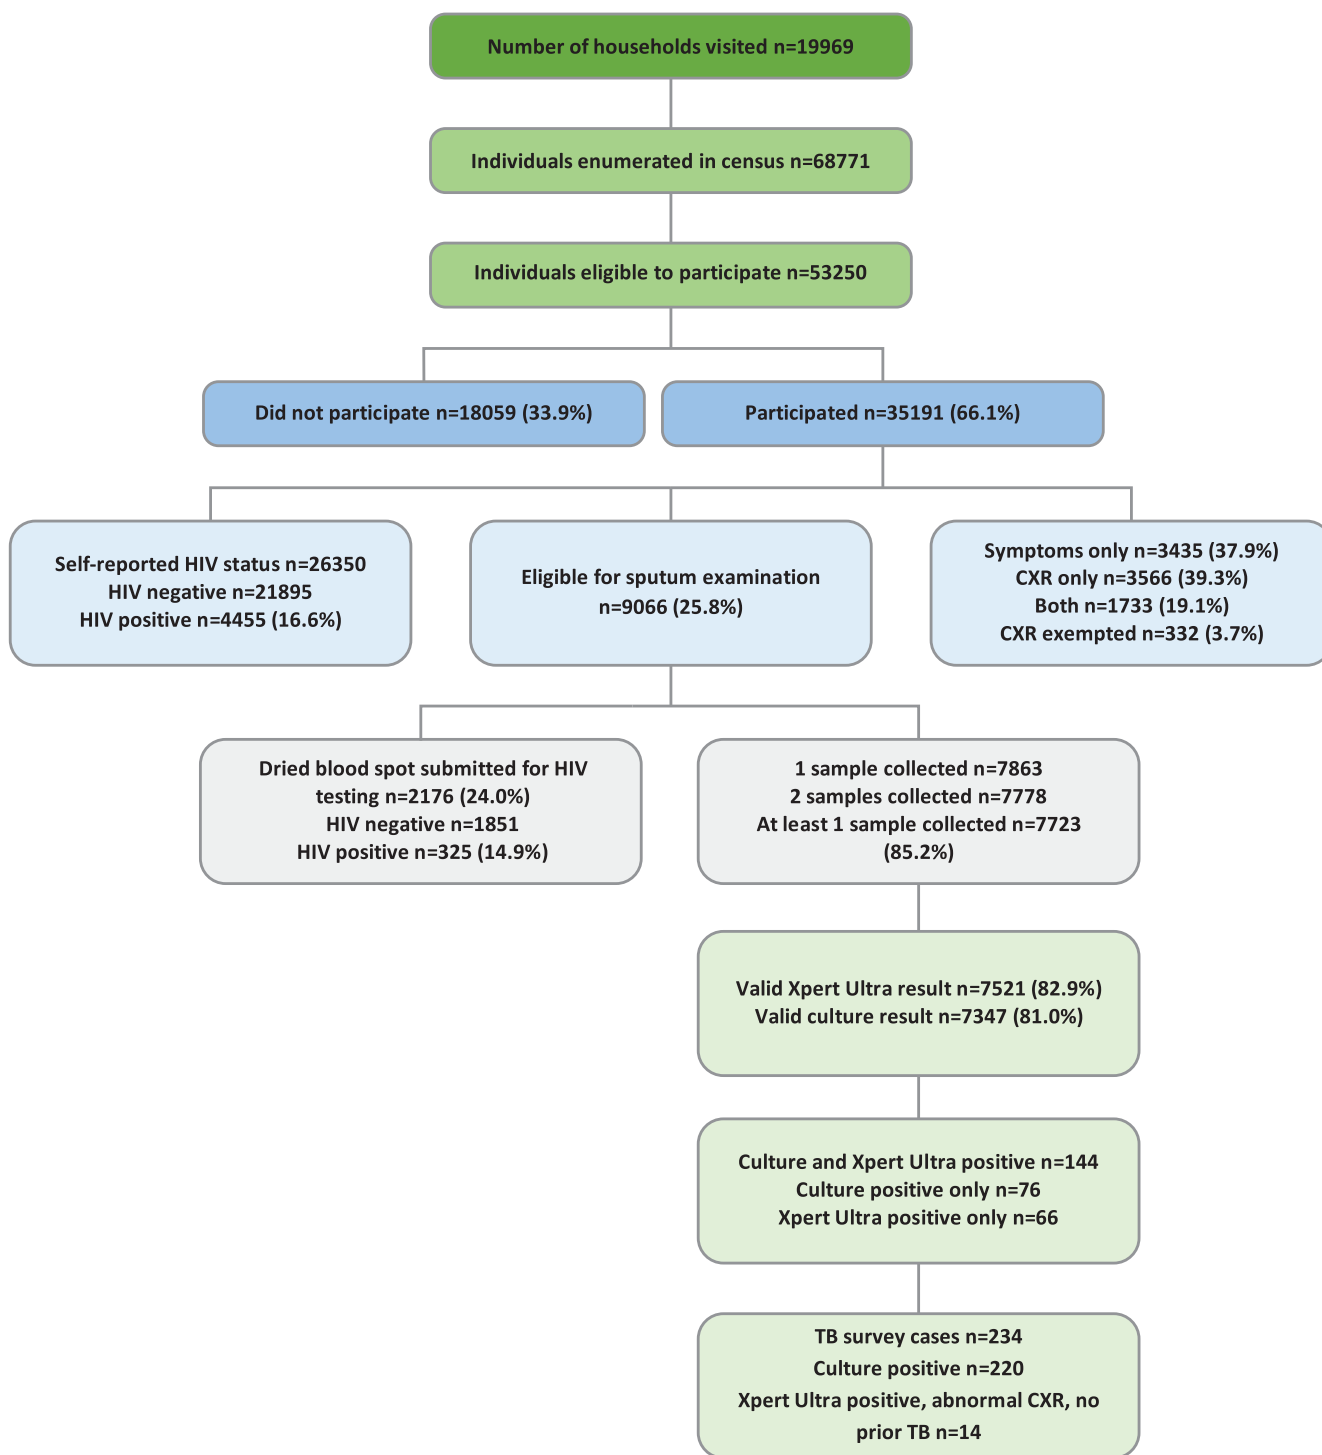 Number of households visited n=19969
Individuals enumerated in census n=68771
Individuals eligible to participate n=53250
Did not participate n=18059 (33.9%)
Participated n=35191 (66.1%)
Self-reported HIV status n=26350
HIV negative n=21895
HIV positive n=4455 (16.6%)
Eligible for sputum examination
n=9066 (25.8%)
Symptoms only n=3435 (37.9%)
CXR only n=3566 (39.3%)
Both n=1733 (19.1%)
CXR exempted n=332 (3.7%)
Dried blood spot submitted for HIV
testing n=2176 (24.0%)
HIV negative n=1851
HIV positive n=325 (14.9%)
1 sample collected n=7863
2 samples collected n=7778
At least 1 sample collected n=7723
(85.2%)
Valid Xpert Ultra result n=7521 (82.9%)
Valid culture result n=7347 (81.0%)
Culture and Xpert Ultra positive n=144
Culture positive only n=76
Xpert Ultra positive only n=66
TB survey cases n=234
Culture positive n=220
Xpert Ultra positive, abnormal CXR, no
prior TB n=14